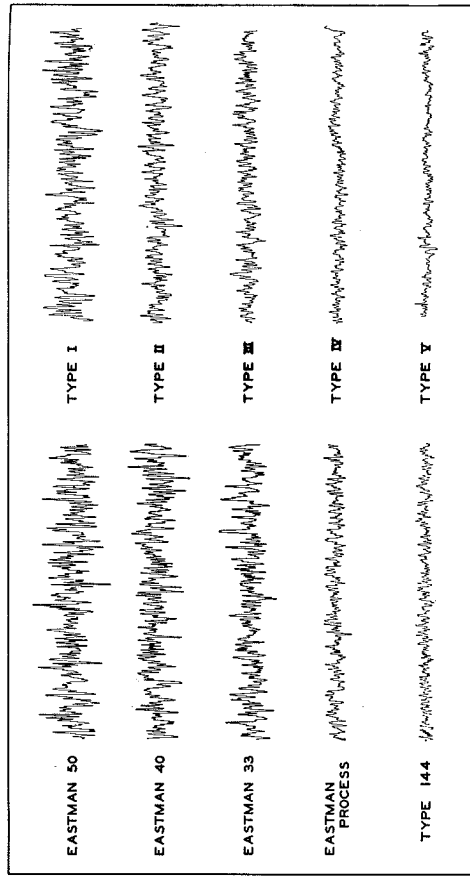 EASTMAN 50
EASTMAN 40
EASTMAN 33
EASTMAN
PROCESS
TYPE 144
TYPE I
TYPE II
TYPE III
TYPE IV
TYPE V